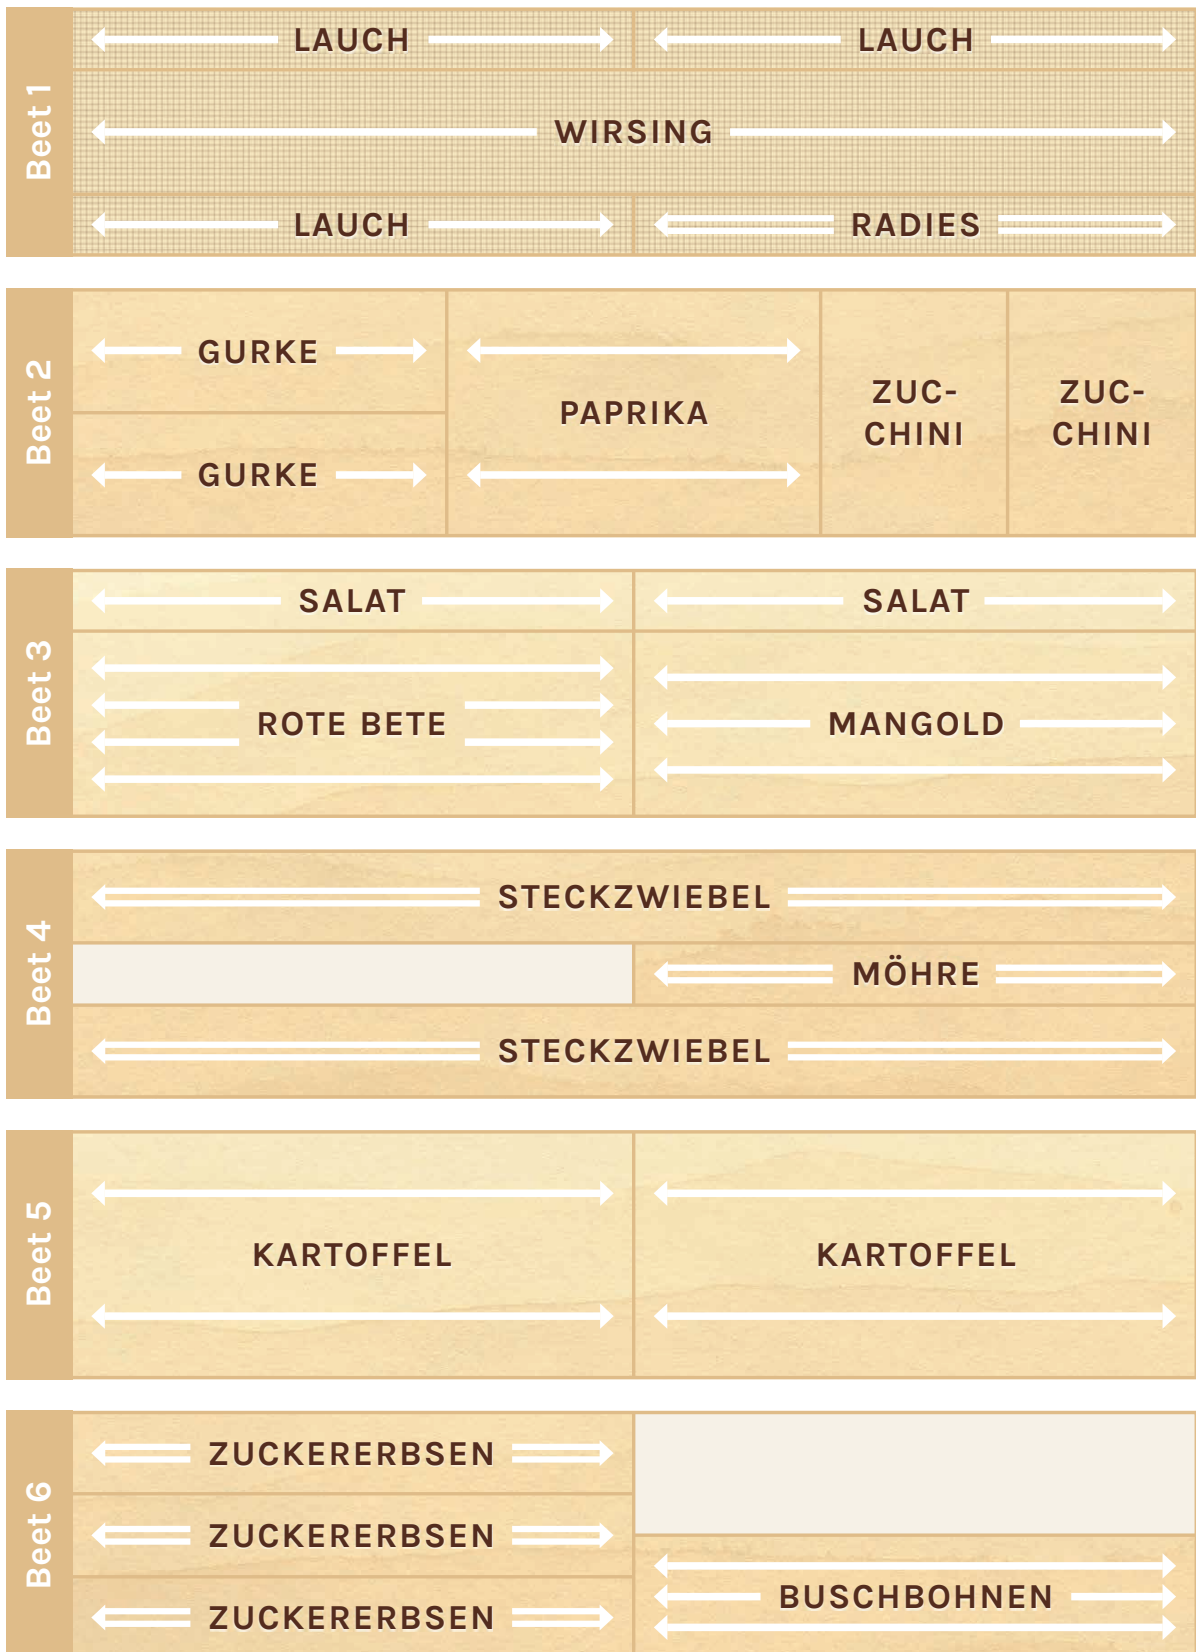 Beet 1
LAUCH
LAUCH
WIRSING
LAUCH
RADIES
Beet 2
GURKE
GURKE
PAPRIKA
ZUC-
CHINI
ZUC-
CHINI
Beet 3
SALAT
SALAT
ROTE BETE
MANGOLD
Beet 4
STECKZWIEBEL
MÖHRE
STECKZWIEBEL
Beet 5
KARTOFFEL
KARTOFFEL
Beet 6
ZUCKERERBSEN
ZUCKERERBSEN
ZUCKERERBSEN
BUSCHBOHNEN